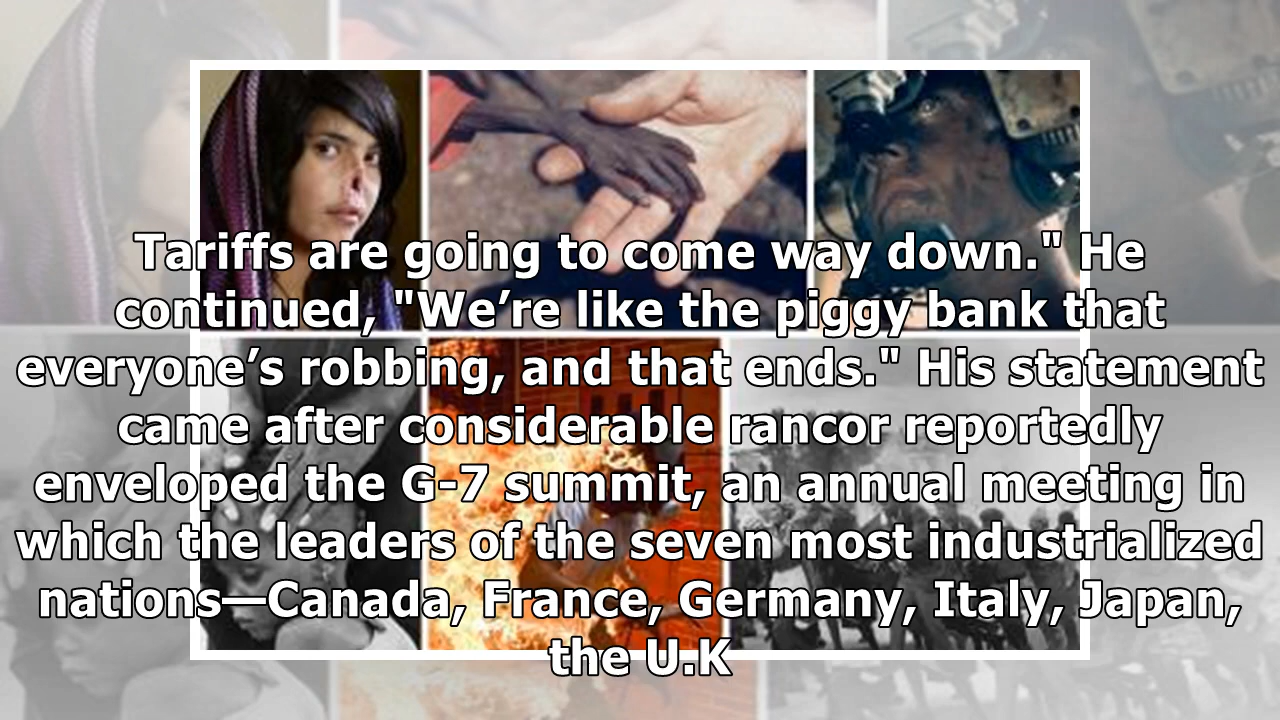 Tariffs are going to come way down." He
continued, "We’re like the piggy bank that
everyone’s robbing, and that ends." His statement
came after considerable rancor reportedly
enveloped the G-7 summit, an annual meeting in
which the leaders of the seven most industrialized
nations—Canada, France, Germany, Italy, Japan,
the U.K